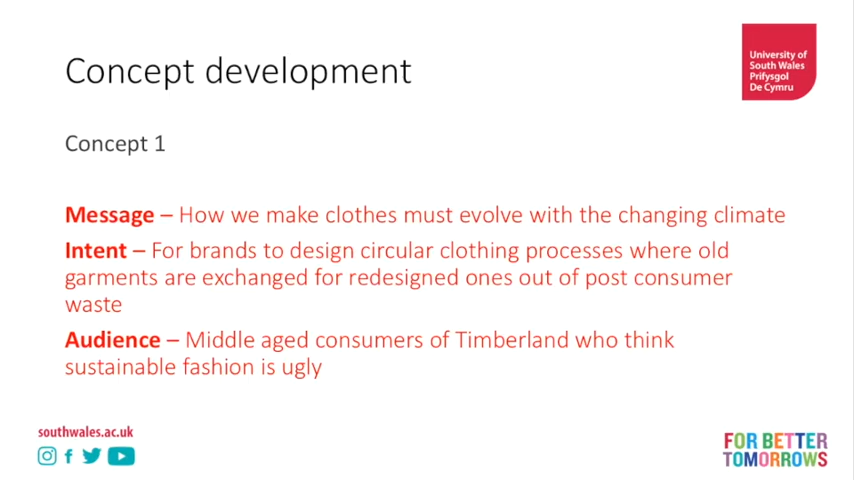 Concept development
University of
South Wales
Prifysgol
De Cymru
Concept 1
Message – How we make clothes must evolve with the changing climate
Intent – For brands to design circular clothing processes where old
garments are exchanged for redesigned ones out of post consumer
waste
Audience – Middle aged consumers of Timberland who think
sustainable fashion is ugly
southwales.ac.uk
FOR BETTER
TOMORROWS